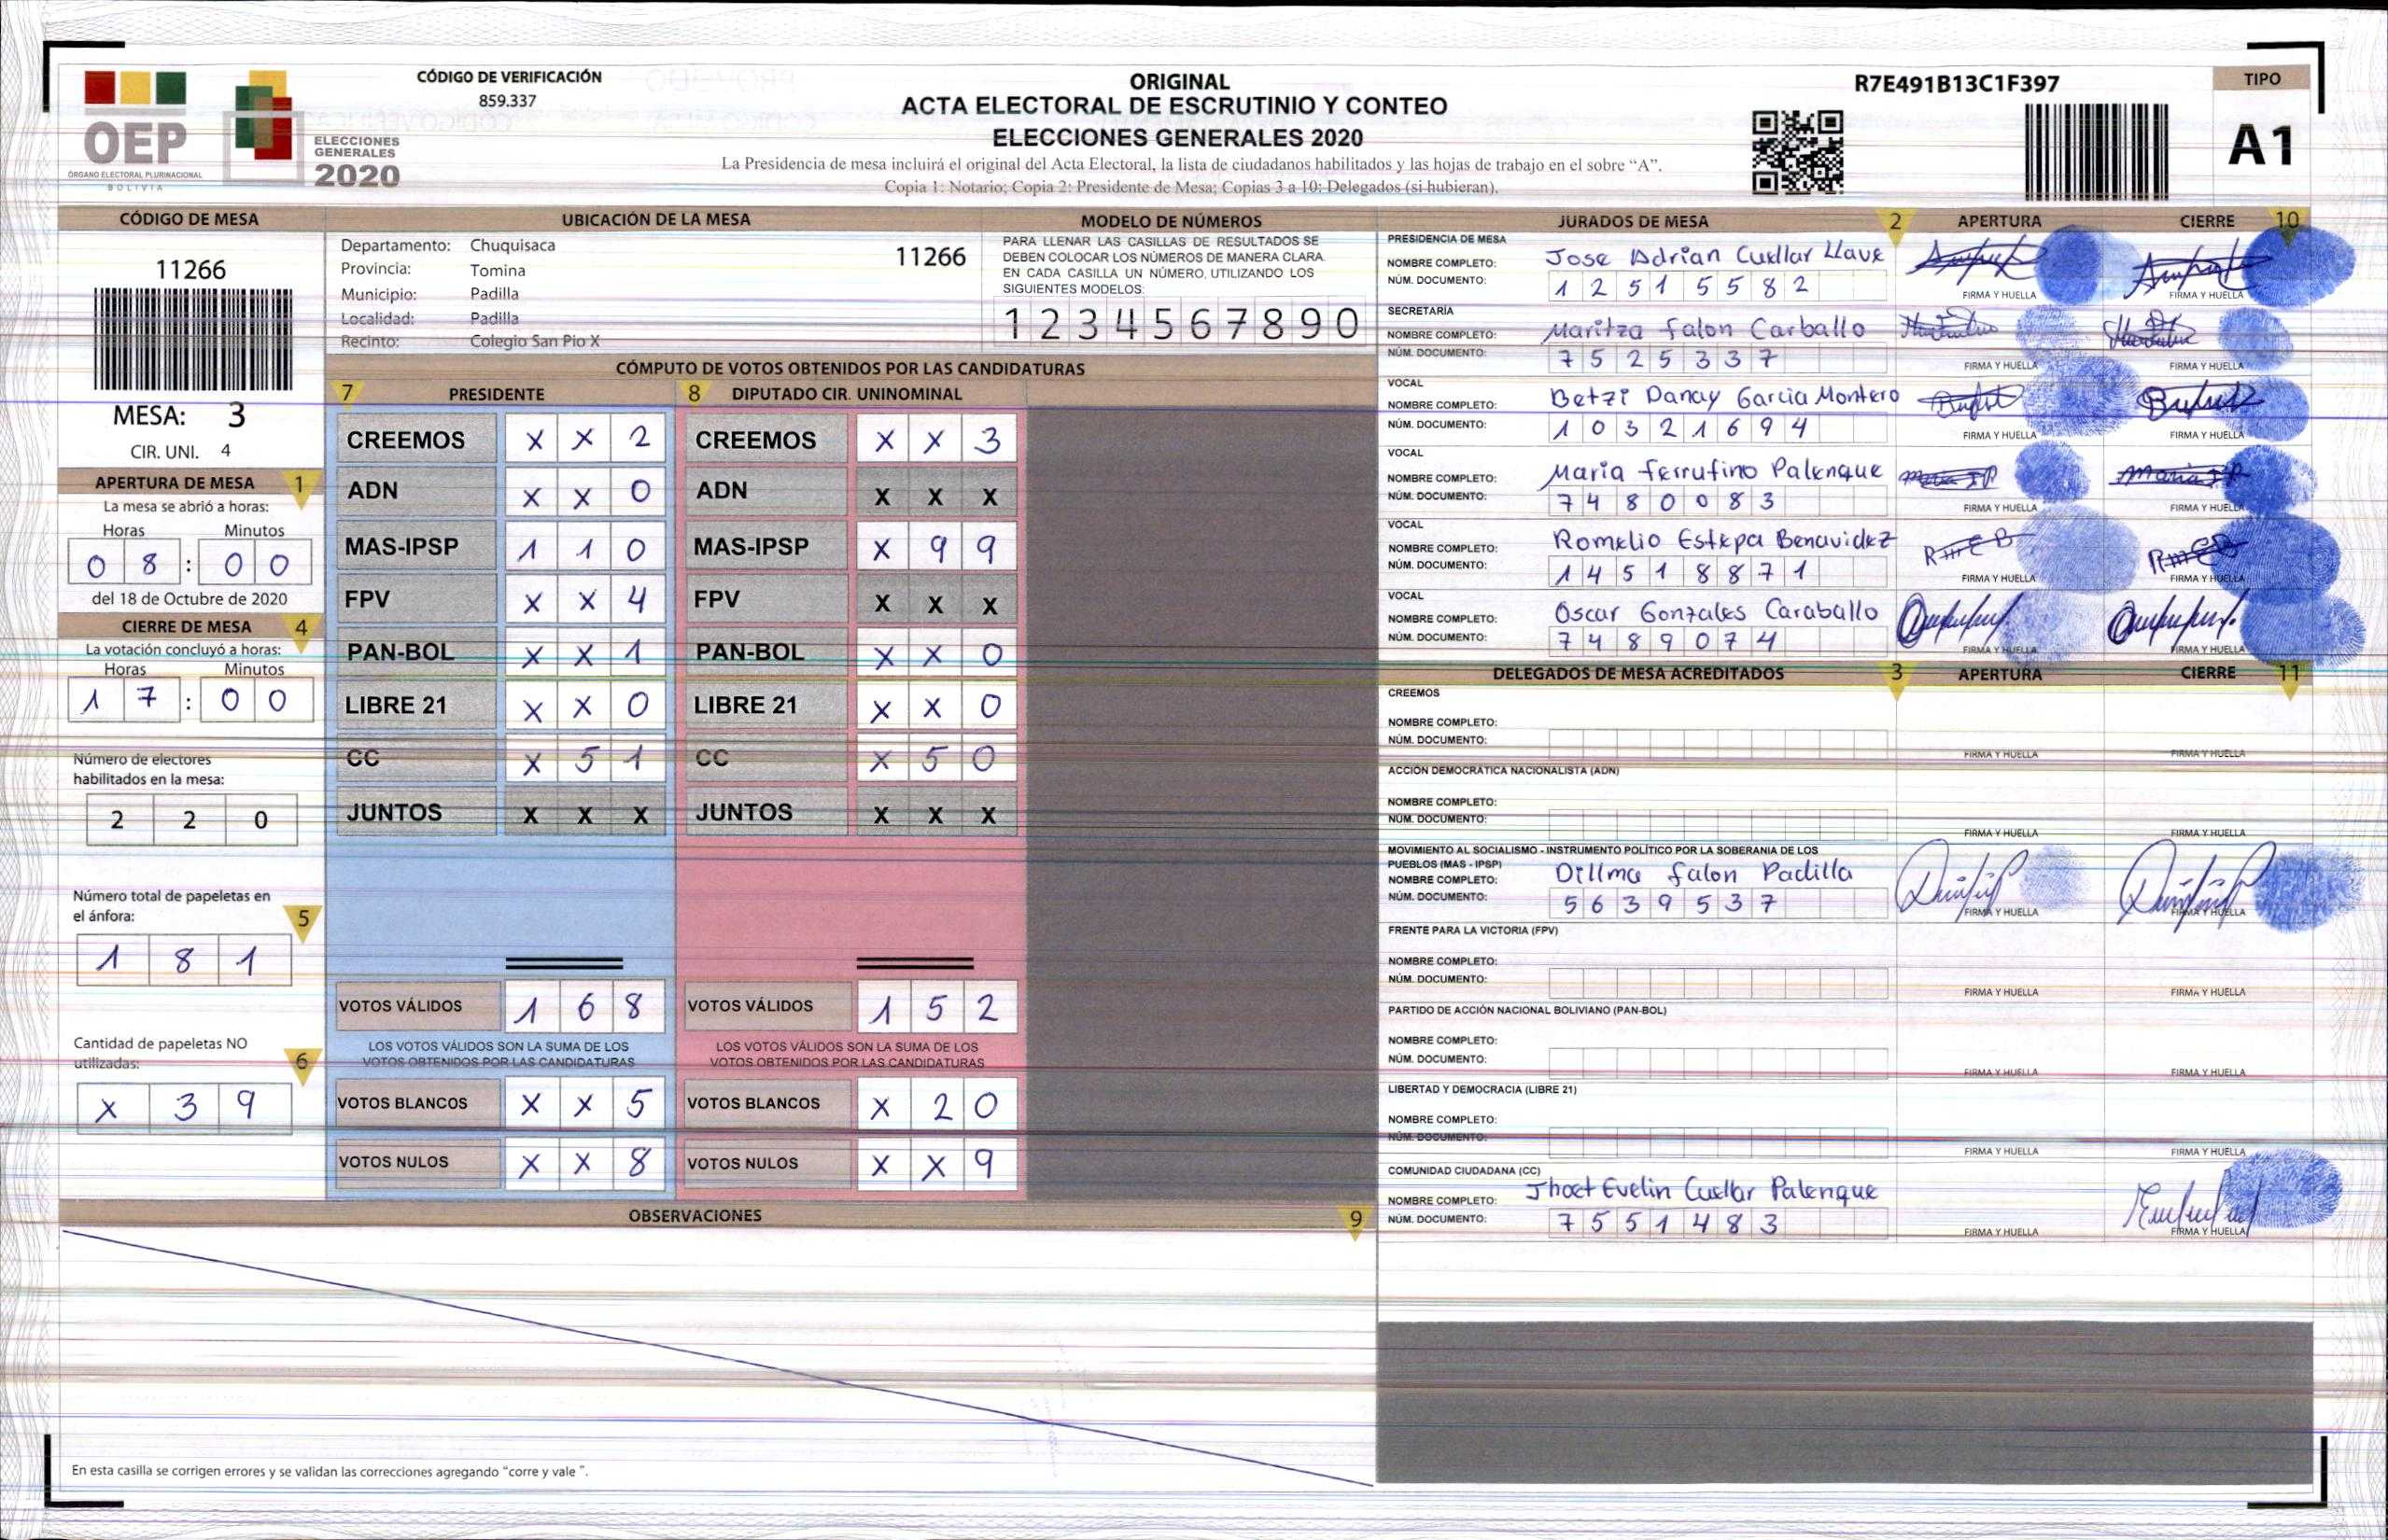 CÓDIGO DE VERIFICACIÓN
859.337
OEP
ÓRGANO ELECTORAL PLURINACIONAL
BOLIVIA
ELECCIONES
GENERALES
2020
ORIGINAL
ACTA ELECTORAL DE ESCRUTINIO Y CONTEO
ELECCIONES GENERALES 2020
La Presidencia de mesa incluirá el original del Acta Electoral, la lista de ciudadanos habilitados y las hojas de trabajo en el sobre “A”.
Copia 1: Notario; Copia 2: Presidente de Mesa; Copias 3 a 10: Delegados (si hubieran).
R7E491B13C1F397
TIPO
A1
CÓDIGO DE MESA
11266
MESA: 3
CIR. UNI. 4
APERTURA DE MESA 1
La mesa se abrió a horas:
Horas Minutos
0 8 : 0 0
del 18 de Octubre de 2020
CIERRE DE MESA 4
La votación concluyó a horas:
Horas Minutos
1 7 : 0 0
Número de electores
habilitados en la mesa:
2 2 0
Número total de papeletas en
el ánfora: 5
1 8 1
Cantidad de papeletas NO
utilizadas: 6
X 3 9
UBICACIÓN DE LA MESA
Departamento: Chuquisaca 11266
Provincia: Tomina
Municipio: Padilla
Localidad: Padilla
Recinto: Colegio San Pio X
MODELO DE NÚMEROS
PARA LLENAR LAS CASILLAS DE RESULTADOS SE
DEBEN COLOCAR LOS NÚMEROS DE MANERA CLARA.
EN CADA CASILLA UN NÚMERO, UTILIZANDO LOS
SIGUIENTES MODELOS:
1 2 3 4 5 6 7 8 9 0
CÓMPUTO DE VOTOS OBTENIDOS POR LAS CANDIDATURAS
7 PRESIDENTE 8 DIPUTADO CIR. UNINOMINAL
CREEMOS X X 2 CREEMOS X X 3
ADN X X 0 ADN X X X
MAS-IPSP 1 1 0 MAS-IPSP X 9 9
FPV X X 4 FPV X X X
PAN-BOL X X 1 PAN-BOL X X 0
LIBRE 21 X X 0 LIBRE 21 X X 0
CC X 5 1 CC X 5 0
JUNTOS X X X JUNTOS X X X
VOTOS VÁLIDOS 1 6 8 VOTOS VÁLIDOS 1 5 2
LOS VOTOS VÁLIDOS SON LA SUMA DE LOS LOS VOTOS VÁLIDOS SON LA SUMA DE LOS
VOTOS OBTENIDOS POR LAS CANDIDATURAS VOTOS OBTENIDOS POR LAS CANDIDATURAS
VOTOS BLANCOS X X 5 VOTOS BLANCOS X 2 0
VOTOS NULOS X X 8 VOTOS NULOS X X 9
OBSERVACIONES 9
En esta casilla se corrigen errores y se validan las correcciones agregando “corre y vale ”.
JURADOS DE MESA 2 APERTURA CIERRE 10
PRESIDENCIA DE MESA
NOMBRE COMPLETO: Jose Adrian Cuellar Llave
NÚM. DOCUMENTO: 1 2 5 1 5 5 8 2
FIRMA Y HUELLA FIRMA Y HUELLA
SECRETARÍA
NOMBRE COMPLETO: Maritza falon Carballo
NÚM. DOCUMENTO: 7 5 2 5 3 3 7
FIRMA Y HUELLA FIRMA Y HUELLA
VOCAL
NOMBRE COMPLETO: Betzi Danay Garcia Montero
NÚM. DOCUMENTO: 1 0 3 2 1 6 9 4
FIRMA Y HUELLA FIRMA Y HUELLA
VOCAL
NOMBRE COMPLETO: Maria ferrufino Palenque
NÚM. DOCUMENTO: 7 4 8 0 0 8 3
FIRMA Y HUELLA FIRMA Y HUELLA
VOCAL
NOMBRE COMPLETO: Romelio Estepa Benavidez
NÚM. DOCUMENTO: 1 4 5 1 8 8 7 1
FIRMA Y HUELLA FIRMA Y HUELLA
VOCAL
NOMBRE COMPLETO: Oscar Gonzales Caraballo
NÚM. DOCUMENTO: 7 4 8 9 0 7 4
FIRMA Y HUELLA FIRMA Y HUELLA
DELEGADOS DE MESA ACREDITADOS 3 APERTURA CIERRE 11
CREEMOS
NOMBRE COMPLETO:
NÚM. DOCUMENTO:
FIRMA Y HUELLA FIRMA Y HUELLA
ACCIÓN DEMOCRÁTICA NACIONALISTA (ADN)
NOMBRE COMPLETO:
NÚM. DOCUMENTO:
FIRMA Y HUELLA FIRMA Y HUELLA
MOVIMIENTO AL SOCIALISMO - INSTRUMENTO POLÍTICO POR LA SOBERANIA DE LOS
PUEBLOS (MAS - IPSP)
NOMBRE COMPLETO: Dillma falon Padilla
NÚM. DOCUMENTO: 5 6 3 9 5 3 7
FIRMA Y HUELLA FIRMA Y HUELLA
FRENTE PARA LA VICTORIA (FPV)
NOMBRE COMPLETO:
NÚM. DOCUMENTO:
FIRMA Y HUELLA FIRMA Y HUELLA
PARTIDO DE ACCIÓN NACIONAL BOLIVIANO (PAN-BOL)
NOMBRE COMPLETO:
NÚM. DOCUMENTO:
FIRMA Y HUELLA FIRMA Y HUELLA
LIBERTAD Y DEMOCRACIA (LIBRE 21)
NOMBRE COMPLETO:
NÚM. DOCUMENTO:
FIRMA Y HUELLA FIRMA Y HUELLA
COMUNIDAD CIUDADANA (CC)
NOMBRE COMPLETO: Jhoet Evelin Cuellar Palenque
NÚM. DOCUMENTO: 7 5 5 1 4 8 3
FIRMA Y HUELLA FIRMA Y HUELLA